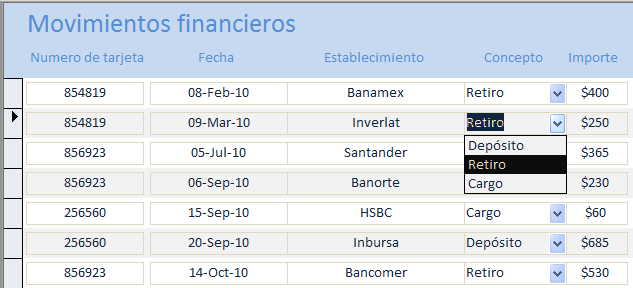 Movimientos financieros
Numero de tarjeta Fecha Establecimiento Concepto Importe
854819 08-Feb-10 Banamex Retiro $400
854819 09-Mar-10 Inverlat Retiro $250
856923 05-Jul-10 Santander Depósito $365
Retiro
856923 06-Sep-10 Banorte Cargo $230
256560 15-Sep-10 HSBC Cargo $60
256560 20-Sep-10 Inbursa Depósito $685
856923 14-Oct-10 Bancomer Retiro $530